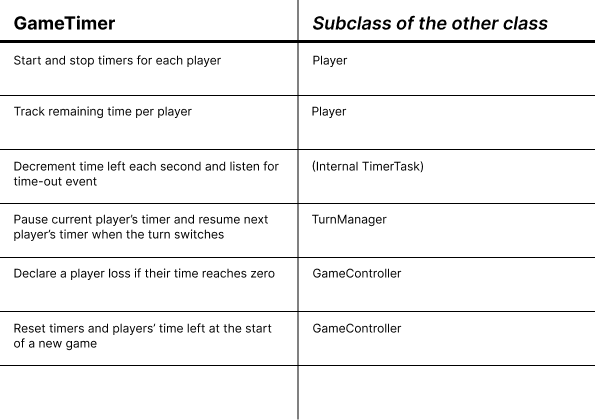 GameTimer
Subclass of the other class
Start and stop timers for each player
Player
Track remaining time per player
Player
Decrement time left each second and listen for
time-out event
(Internal TimerTask)
Pause current player’s timer and resume next
player’s timer when the turn switches
TurnManager
Declare a player loss if their time reaches zero
GameController
Reset timers and players’ time left at the start
of a new game
GameController